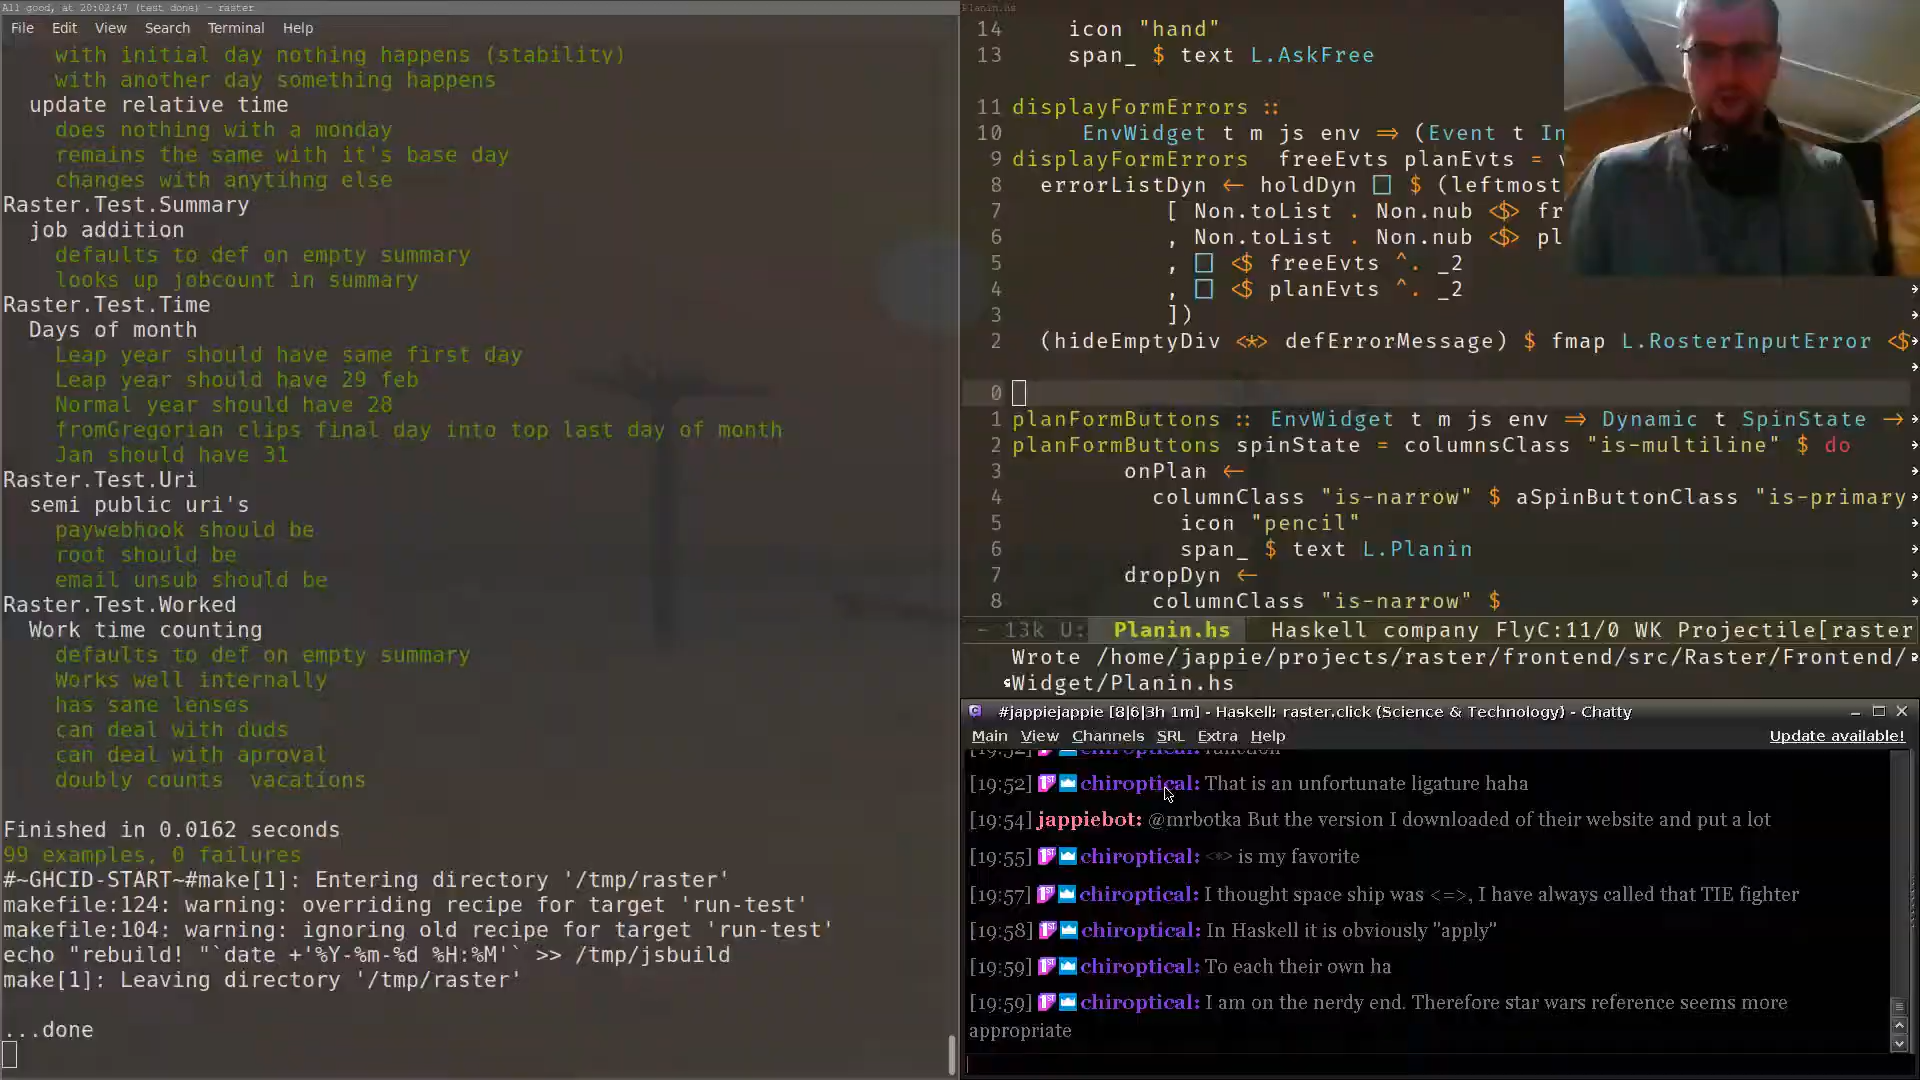 All good, at 20:02:47 (test done) - raster
File Edit View Search Terminal Help
with initial day nothing happens (stability)
with another day something happens
update relative time
does nothing with a monday
remains the same with it's base day
changes with anytihng else
Raster.Test.Summary
job addition
defaults to def on empty summary
looks up jobcount in summary
Raster.Test.Time
Days of month
Leap year should have same first day
Leap year should have 29 feb
Normal year should have 28
fromGregorian clips final day into top last day of month
Jan should have 31
Raster.Test.Uri
semi public uri's
paywebhook should be
root should be
email unsub should be
Raster.Test.Worked
Work time counting
defaults to def on empty summary
Works well internally
has sane lenses
can deal with duds
can deal with aproval
doubly counts  vacations
Finished in 0.0162 seconds
99 examples, 0 failures
#~GHCID-START~#make[1]: Entering directory '/tmp/raster'
makefile:124: warning: overriding recipe for target 'run-test'
makefile:104: warning: ignoring old recipe for target 'run-test'
echo "rebuild! "`date +'%Y-%m-%d %H:%M'` >> /tmp/jsbuild
make[1]: Leaving directory '/tmp/raster'
...done
Planin.hs
14 icon "hand"
13 span_ $ text L.AskFree
11 displayFormErrors ::
10 EnvWidget t m js env ⇒ (Event t In
9 displayFormErrors  freeEvts planEvts =
8 errorListDyn ← holdDyn [] $ (leftmost
7 [ Non.toList . Non.nub <$> fr
6 , Non.toList . Non.nub <$> pl
5 , [] <$ freeEvts ^. _2
4 , [] <$ planEvts ^. _2
3 ])
2 (hideEmptyDiv <*> defErrorMessage) $ fmap L.RosterInputError <$
0
1 planFormButtons :: EnvWidget t m js env ⇒ Dynamic t SpinState →
2 planFormButtons spinState = columnsClass "is-multiline" $ do
3 onPlan ←
4 columnClass "is-narrow" $ aSpinButtonClass "is-primary
5 icon "pencil"
6 span_ $ text L.Planin
7 dropDyn ←
8 columnClass "is-narrow" $
- 13k U: Planin.hs Haskell company FlyC:11/0 WK Projectile[raster
Wrote /home/jappie/projects/raster/frontend/src/Raster/Frontend/
Widget/Planin.hs
#jappiejappie [8|6|3h 1m] - Haskell: raster.click (Science & Technology) - Chatty
Main View Channels SRL Extra Help Update available!
[19:52] chiroptical: function
[19:52] chiroptical: That is an unfortunate ligature haha
[19:54] jappiebot: @mrbotka But the version I downloaded of their website and put a lot
[19:55] chiroptical: <*> is my favorite
[19:57] chiroptical: I thought space ship was <=>, I have always called that TIE fighter
[19:58] chiroptical: In Haskell it is obviously "apply"
[19:59] chiroptical: To each their own ha
[19:59] chiroptical: I am on the nerdy end. Therefore star wars reference seems more
appropriate